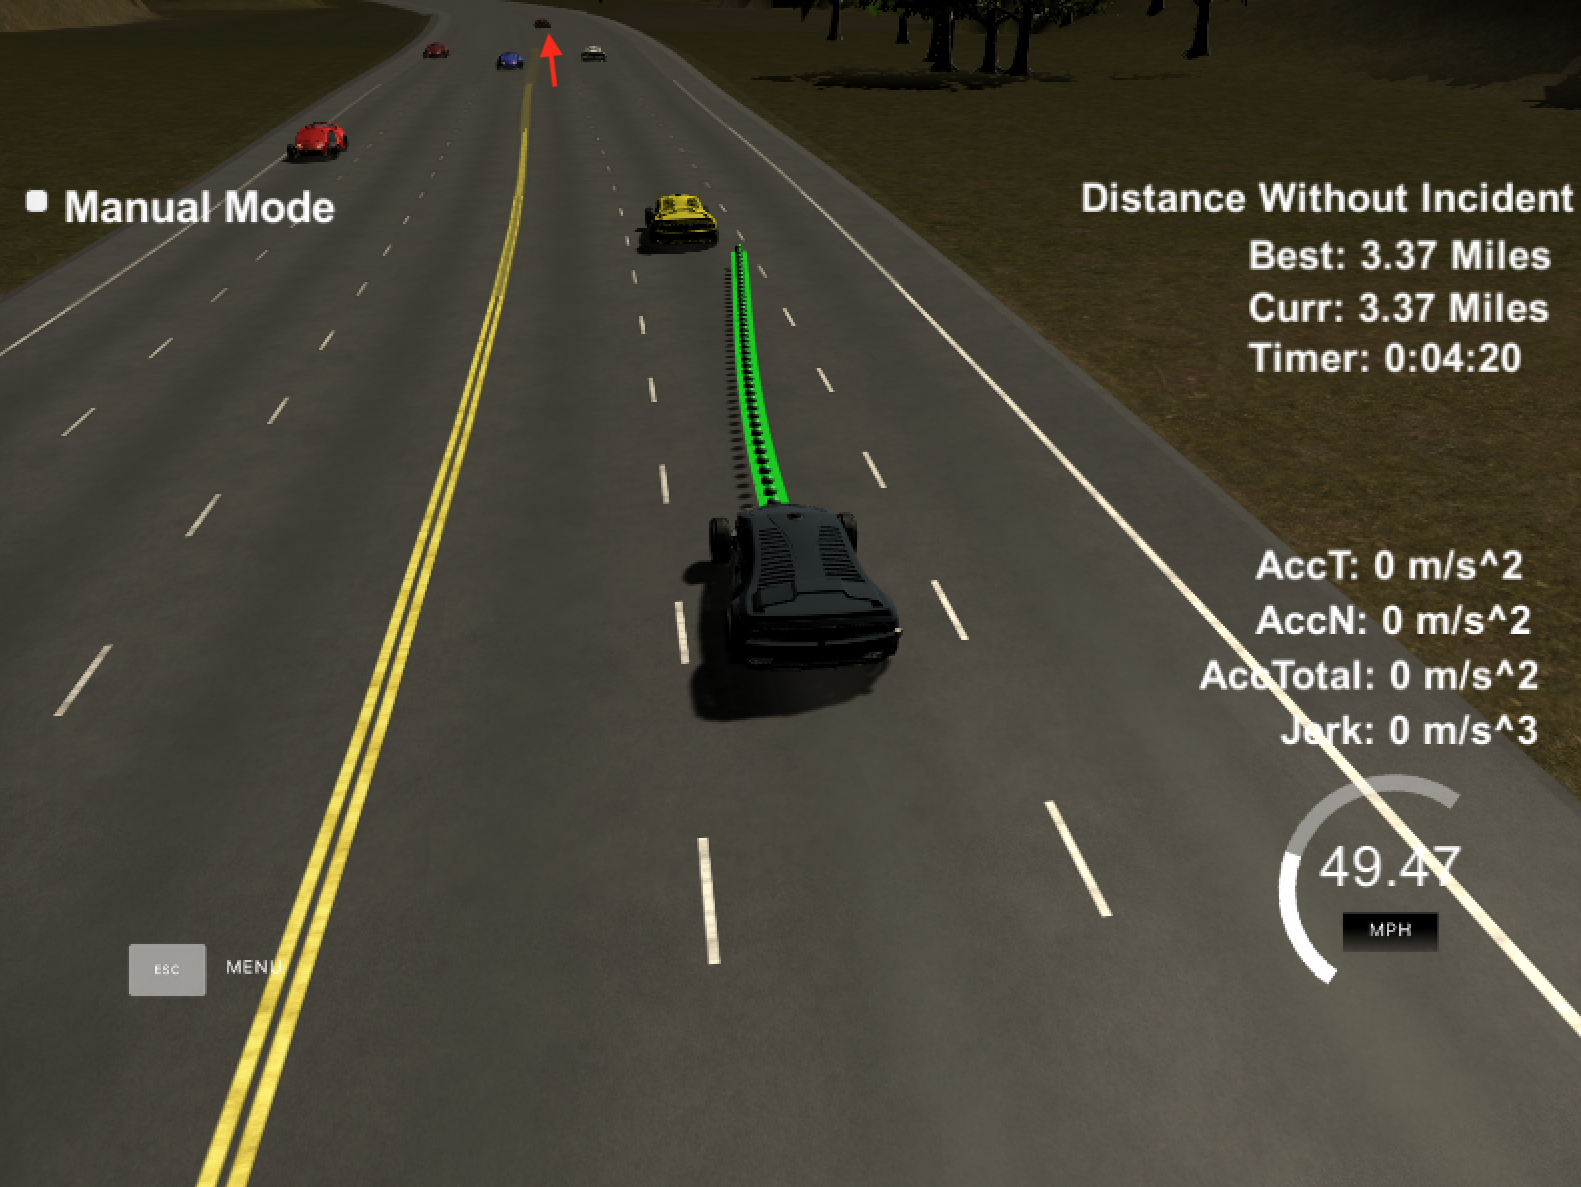 Manual Mode
Distance Without Incident
Best: 3.37 Miles
Curr: 3.37 Miles
Timer: 0:04:20
AccT: 0 m/s^2
AccN: 0 m/s^2
AccTotal: 0 m/s^2
Jerk: 0 m/s^3
49.47
MPH
ESC MENU